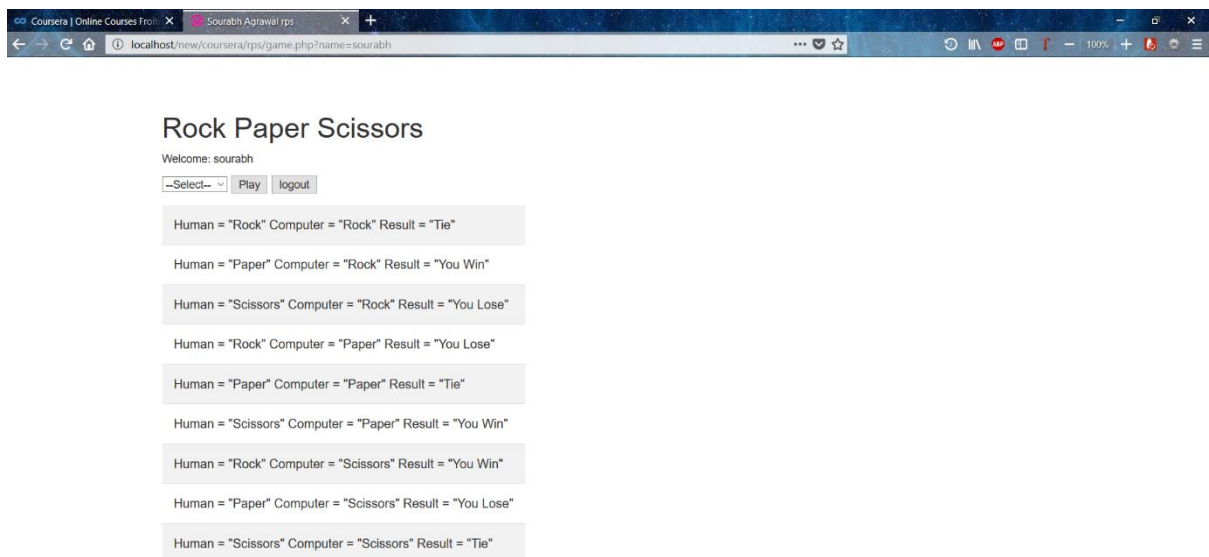 Coursera | Online Courses From
Sourabh Agrawal rps
localhost/new/coursera/rps/game.php?name=sourabh
ABP
100%
Rock Paper Scissors
Welcome: sourabh
--Select-- Play logout
Human = "Rock" Computer = "Rock" Result = "Tie"
Human = "Paper" Computer = "Rock" Result = "You Win"
Human = "Scissors" Computer = "Rock" Result = "You Lose"
Human = "Rock" Computer = "Paper" Result = "You Lose"
Human = "Paper" Computer = "Paper" Result = "Tie"
Human = "Scissors" Computer = "Paper" Result = "You Win"
Human = "Rock" Computer = "Scissors" Result = "You Win"
Human = "Paper" Computer = "Scissors" Result = "You Lose"
Human = "Scissors" Computer = "Scissors" Result = "Tie"